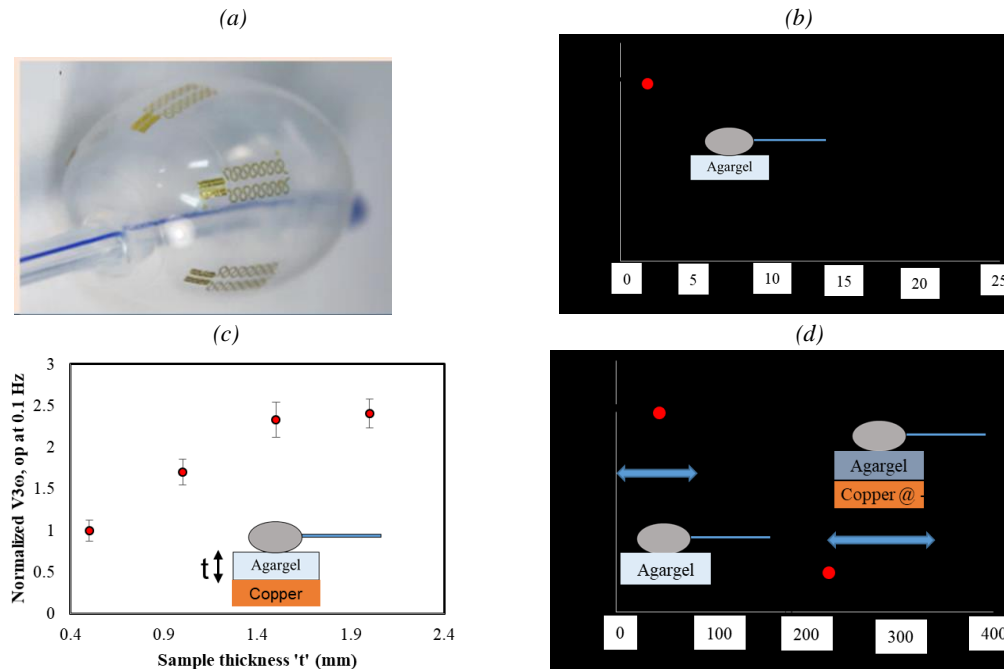 (a)
(b)
Agargel
0 5 10 15 20 25
(c)
Normalized V3ω, op at 0.1 Hz
3
2.5
2
1.5
1
0.5
0
t
Agargel
Copper
0.4 0.9 1.4 1.9 2.4
Sample thickness 't' (mm)
(d)
Agargel
Copper @ -
Agargel
0 100 200 300 400